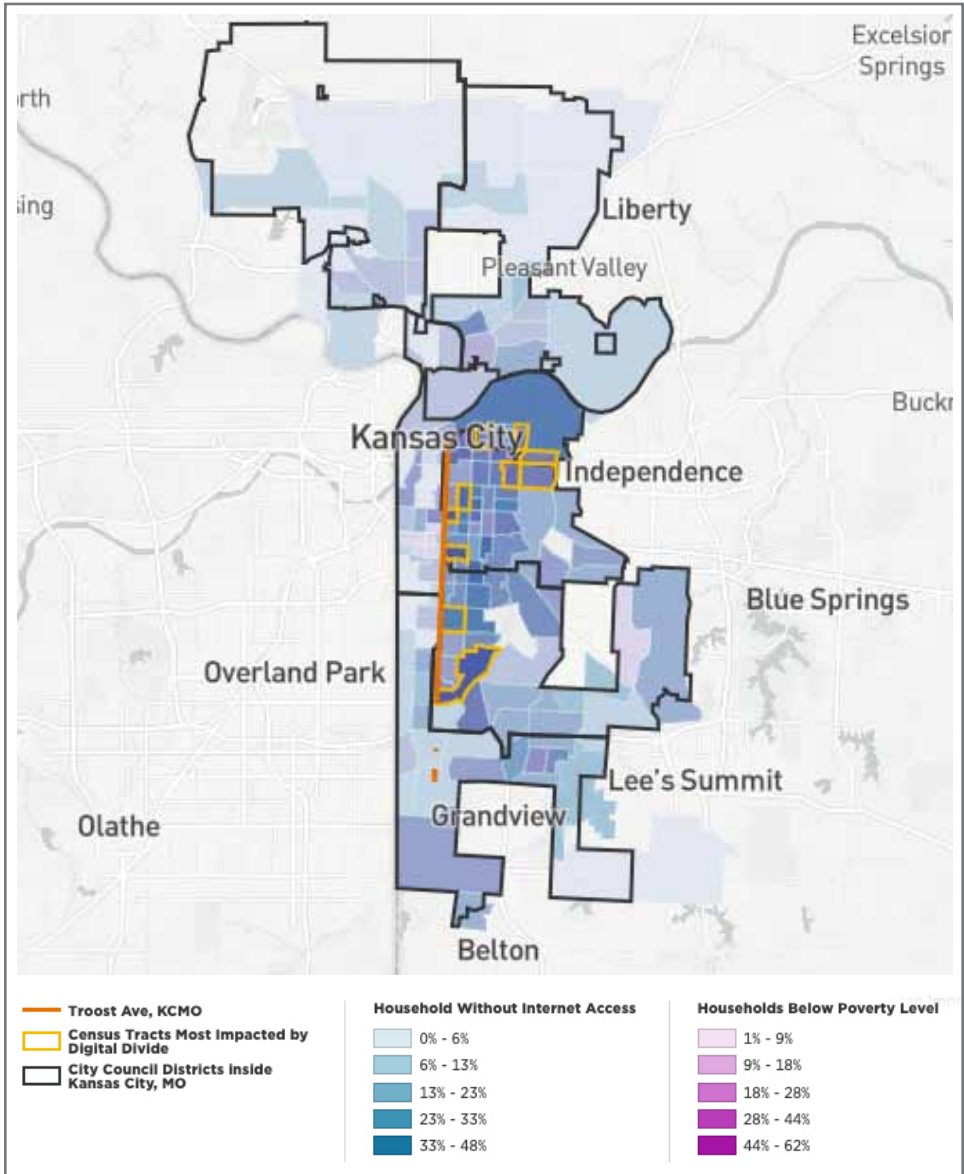 Excelsior
Springs
orth
sing
Liberty
Pleasant Valley
Buckr
Kansas City
Independence
Blue Springs
Overland Park
Lee's Summit
Grandview
Olathe
Belton
Troost Ave, KCMO
Census Tracts Most Impacted by
Digital Divide
City Council Districts inside
Kansas City, MO
Household Without Internet Access
0% - 6%
6% - 13%
13% - 23%
23% - 33%
33% - 48%
Households Below Poverty Level
1% - 9%
9% - 18%
18% - 28%
28% - 44%
44% - 62%